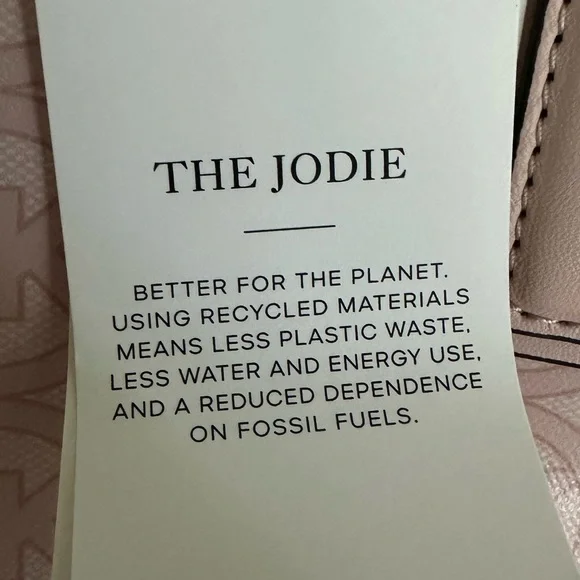 THE JODIE
BETTER FOR THE PLANET.
USING RECYCLED MATERIALS
MEANS LESS PLASTIC WASTE,
LESS WATER AND ENERGY USE,
AND A REDUCED DEPENDENCE
ON FOSSIL FUELS.